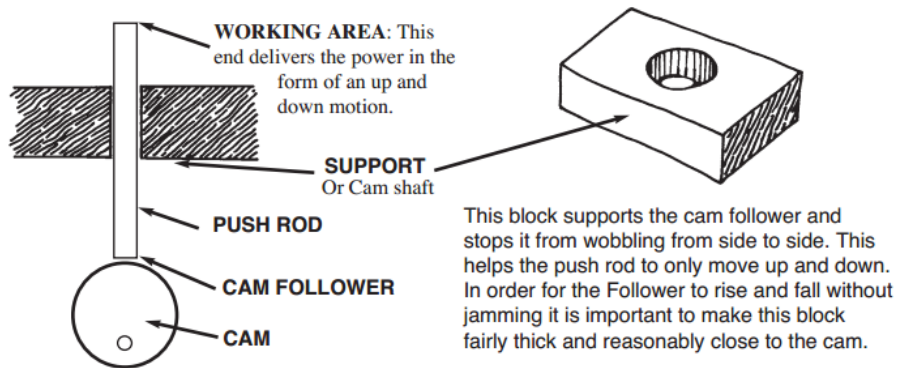 WORKING AREA: This
end delivers the power in the
form of an up and
down motion.
SUPPORT
Or Cam shaft
PUSH ROD
CAM FOLLOWER
CAM
This block supports the cam follower and
stops it from wobbling from side to side. This
helps the push rod to only move up and down.
In order for the Follower to rise and fall without
jamming it is important to make this block
fairly thick and reasonably close to the cam.